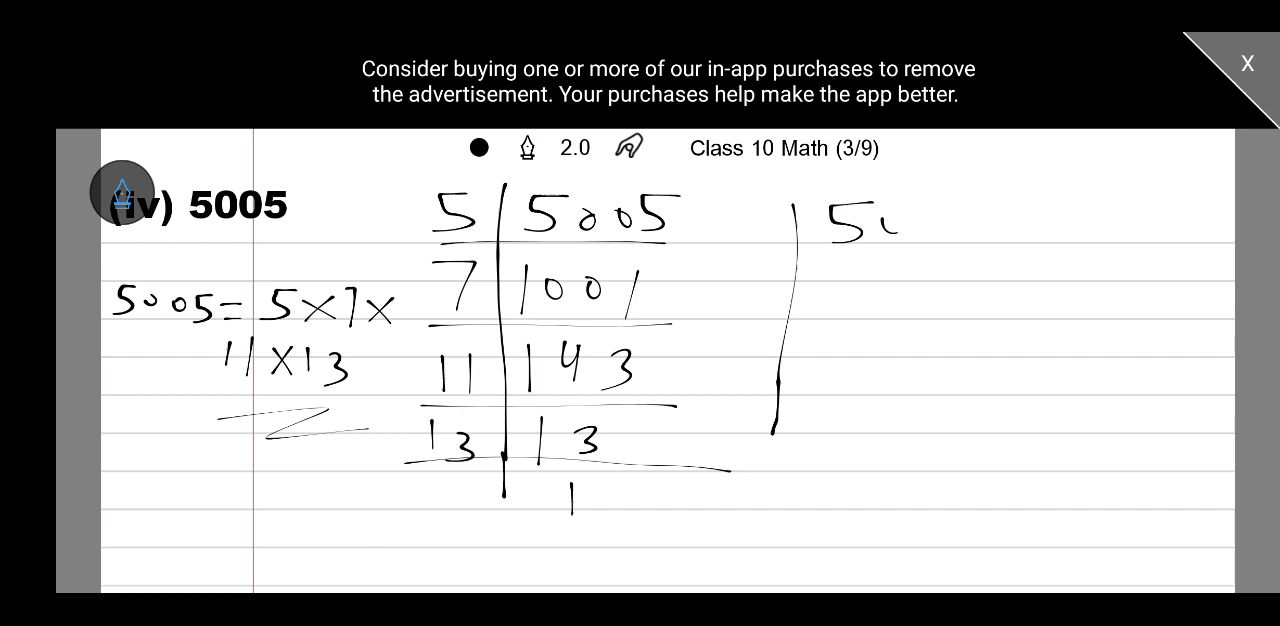 Consider buying one or more of our in-app purchases to remove
the advertisement. Your purchases help make the app better.
X
2.0 Class 10 Math (3/9)
(iv) 5005
5005 = 5 × 7 ×
11 × 13
5 | 5005
7 | 1001
11 | 143
13 | 13
1
5